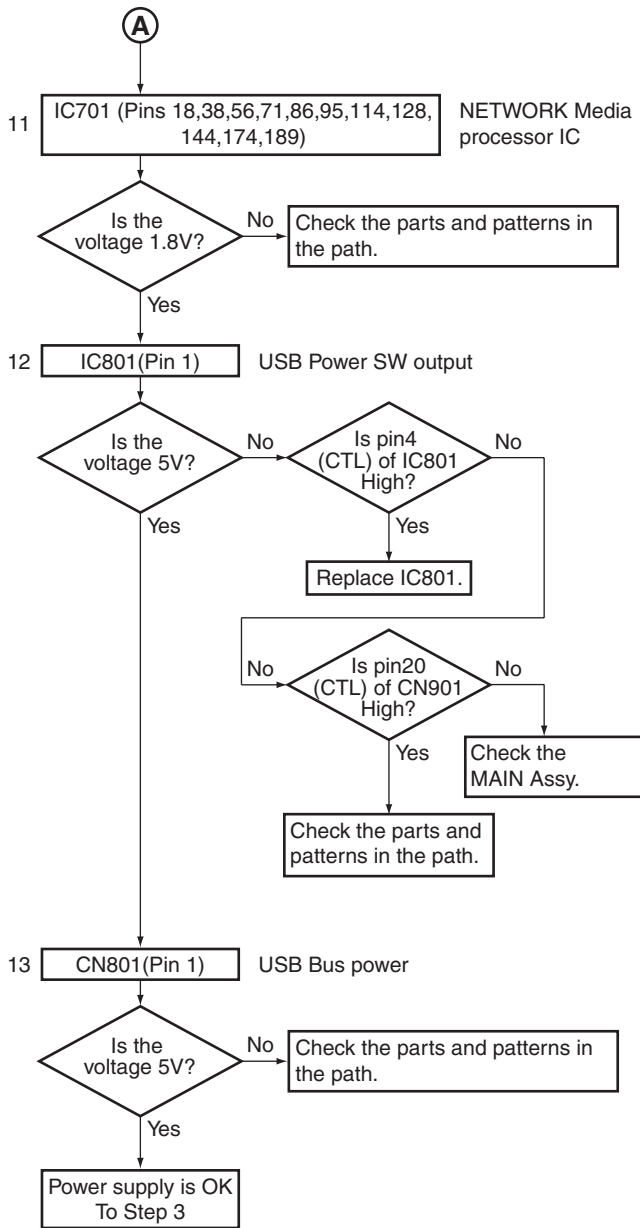 A
11
IC701 (Pins 18,38,56,71,86,95,114,128,
144,174,189)
NETWORK Media
processor IC
Is the
voltage 1.8V?
No
Check the parts and patterns in
the path.
Yes
12
IC801(Pin 1)
USB Power SW output
Is the
voltage 5V?
No
Is pin4
(CTL) of IC801
High?
No
Yes
Yes
Replace IC801.
No
Is pin20
(CTL) of CN901
High?
No
Yes
Check the
MAIN Assy.
Check the parts and
patterns in the path.
13
CN801(Pin 1)
USB Bus power
Is the
voltage 5V?
No
Check the parts and patterns in
the path.
Yes
Power supply is OK
To Step 3